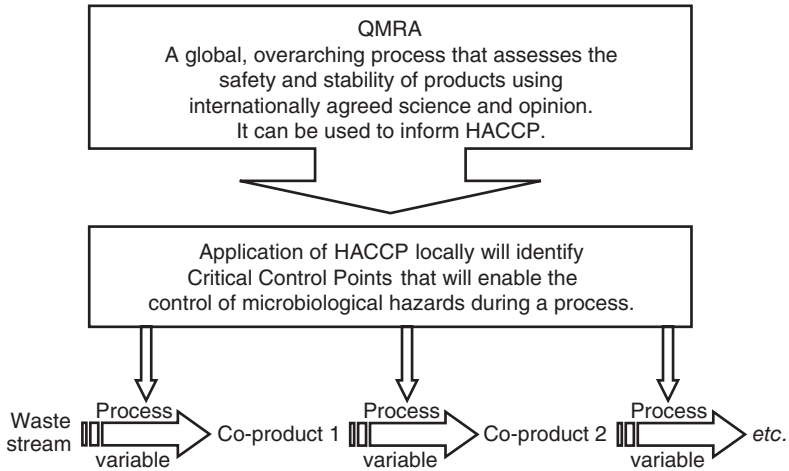 QMRA
A global, overarching process that assesses the
safety and stability of products using
internationally agreed science and opinion.
It can be used to inform HACCP.
Application of HACCP locally will identify
Critical Control Points that will enable the
control of microbiological hazards during a process.
Waste
stream
Process
variable
Co-product 1
Process
variable
Co-product 2
Process
variable
etc.